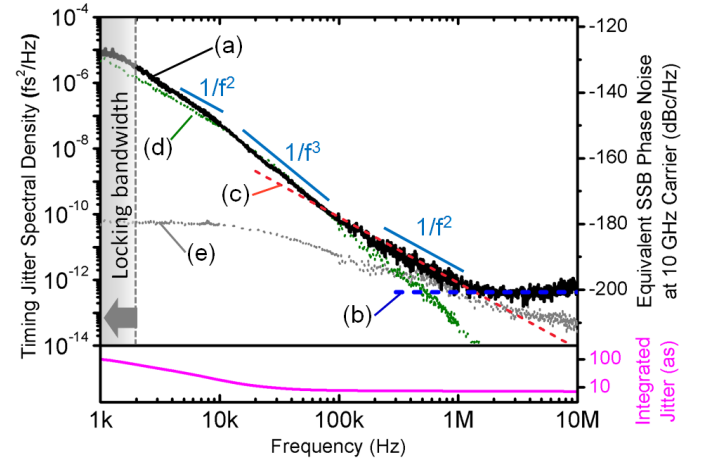 10⁻⁴
10⁻⁶
10⁻⁸
10⁻¹⁰
10⁻¹²
10⁻¹⁴
Timing Jitter Spectral Density (fs²/Hz)
Locking bandwidth
(a)
1/f²
(d)
1/f³
(c)
1/f²
(e)
(b)
-120
-140
-160
-180
-200
Equivalent SSB Phase Noise
at 10 GHz Carrier (dBc/Hz)
100
10
Integrated
Jitter (as)
1k
10k
100k
1M
10M
Frequency (Hz)